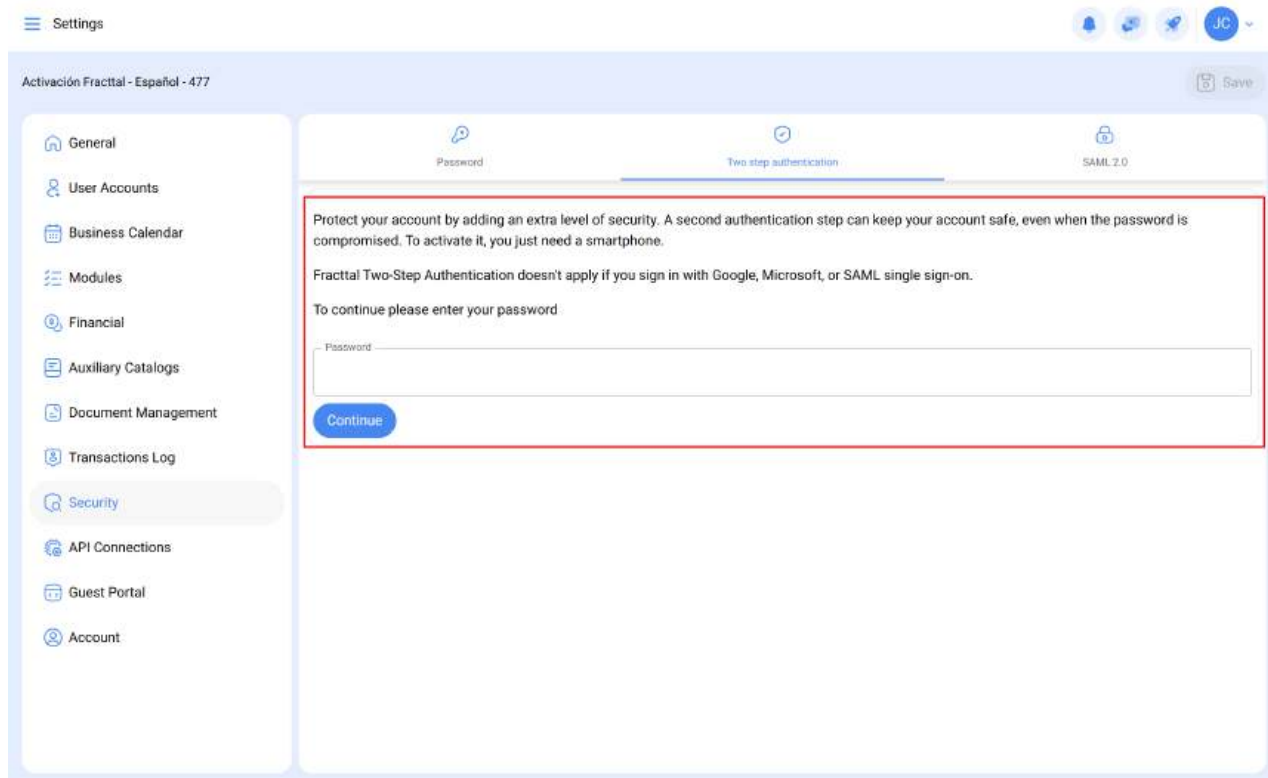 Settings
JC
Activación Fracttal - Español - 477
Save
General
User Accounts
Business Calendar
Modules
Financial
Auxiliary Catalogs
Document Management
Transactions Log
Security
API Connections
Guest Portal
Account
Password
Two step authentication
SAML 2.0
Protect your account by adding an extra level of security. A second authentication step can keep your account safe, even when the password is
compromised. To activate it, you just need a smartphone.
Fracttal Two-Step Authentication doesn't apply if you sign in with Google, Microsoft, or SAML single sign-on.
To continue please enter your password
Password
Continue